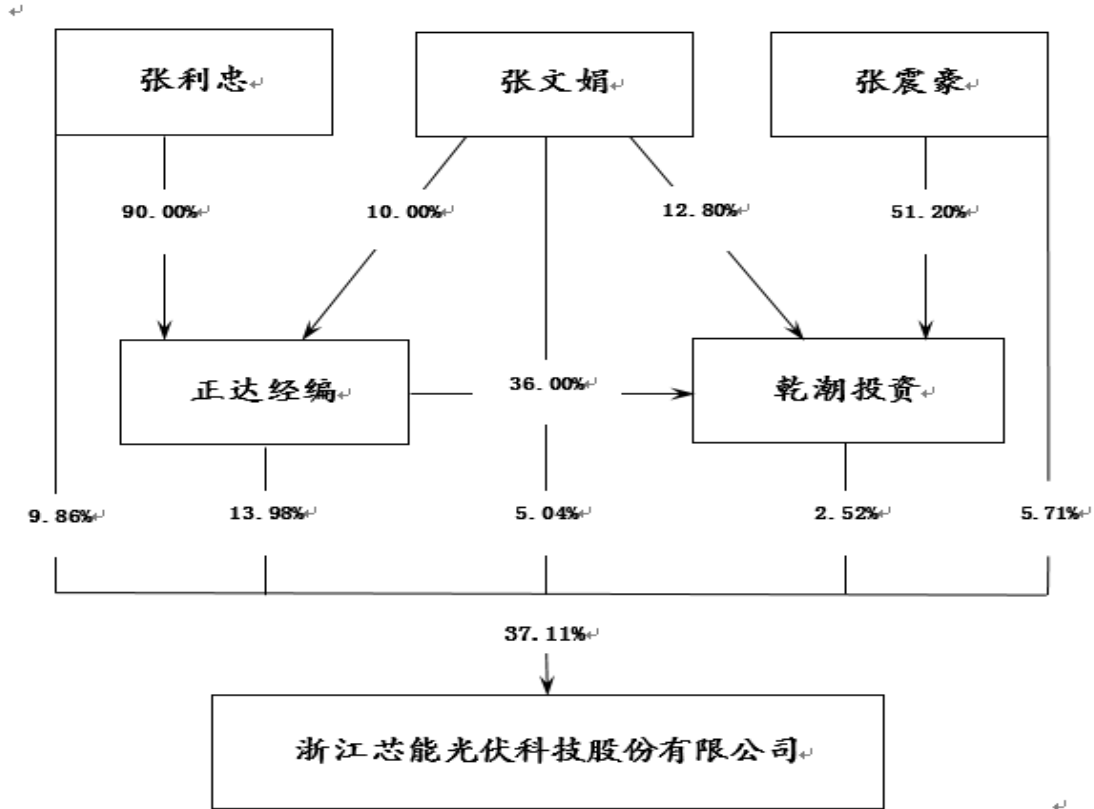 张利忠
张文娟
张震豪
90.00%
10.00%
12.80%
51.20%
正达经编
36.00%
乾潮投资
9.86%
13.98%
5.04%
2.52%
5.71%
37.11%
浙江芯能光伏科技股份有限公司